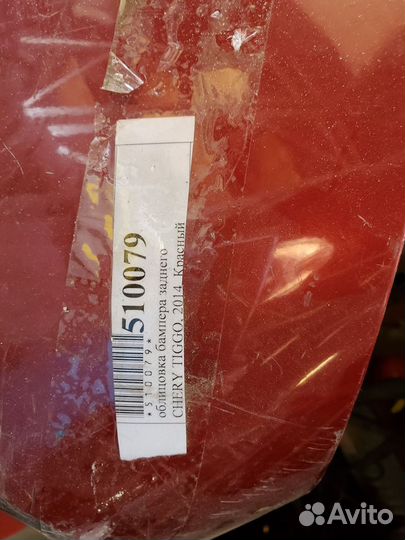 510079
*510079*
облицовка бампера заднего
CHERY TIGGO, 2014, Красный
Avito